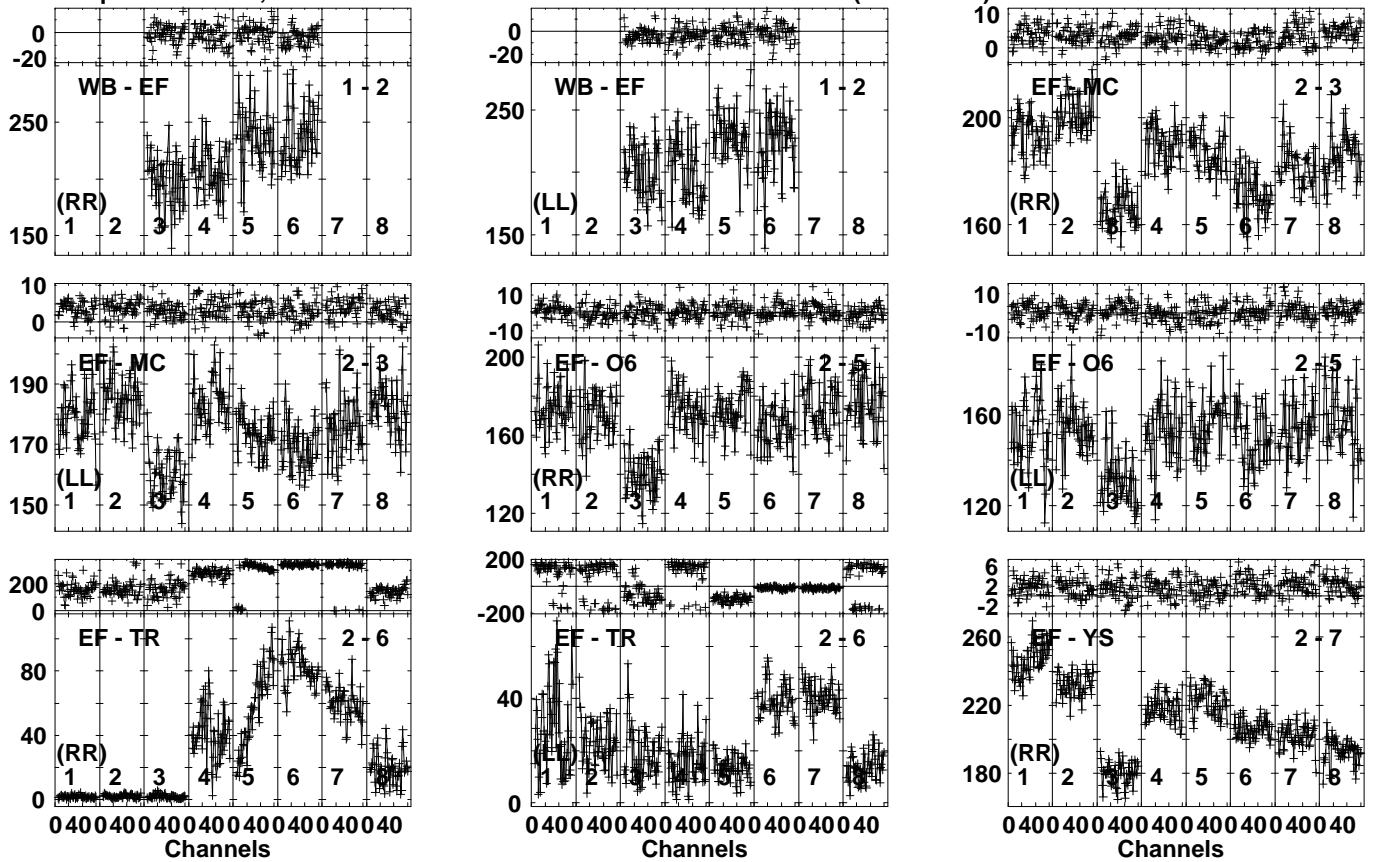 0
-20
WB - EF 1 - 2
250
(RR)
1 2 3 4 5 6 7 8
150
0
-20
WB - EF 1 - 2
250
(LL)
1 2 3 4 5 6 7 8
150
10
0
EF - MC 2 - 3
200
(RR)
1 2 3 4 5 6 7 8
160
10
0
EF - MC 2 - 3
190
170
(LL)
1 2 3 4 5 6 7 8
150
10
-10
EF - O6 2 - 5
200
160
(RR)
1 2 3 4 5 6 7 8
120
10
-10
EF - O6 2 - 5
160
(LL)
1 2 3 4 5 6 7 8
120
200
0
EF - TR 2 - 6
80
40
(RR)
1 2 3 4 5 6 7 8
0
0 40 0 40 0 40 0 40 0 40 0 40 0 40 0 40
Channels
200
-200
EF - TR 2 - 6
40
(LL)
1 2 3 4 5 6 7 8
0
0 40 0 40 0 40 0 40 0 40 0 40 0 40 0 40
Channels
6
2
-2
EF - YS 2 - 7
260
220
(RR)
1 2 3 4 5 6 7 8
180
0 40 0 40 0 40 0 40 0 40 0 40 0 40 0 40
Channels